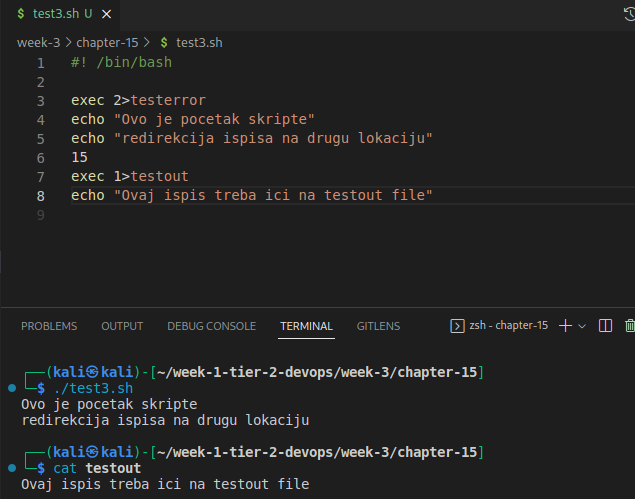 $ test3.sh U ×
week-3 > chapter-15 > $ test3.sh
1 #! /bin/bash
2
3 exec 2>testerror
4 echo "Ovo je pocetak skripte"
5 echo "redirekcija ispisa na drugu lokaciju"
6 15
7 exec 1>testout
8 echo "Ovaj ispis treba ici na testout file"
9
PROBLEMS OUTPUT DEBUG CONSOLE TERMINAL GITLENS zsh - chapter-15
┌──(kali㉿kali)-[~/week-1-tier-2-devops/week-3/chapter-15]
└─$ ./test3.sh
Ovo je pocetak skripte
redirekcija ispisa na drugu lokaciju
┌──(kali㉿kali)-[~/week-1-tier-2-devops/week-3/chapter-15]
└─$ cat testout
Ovaj ispis treba ici na testout file